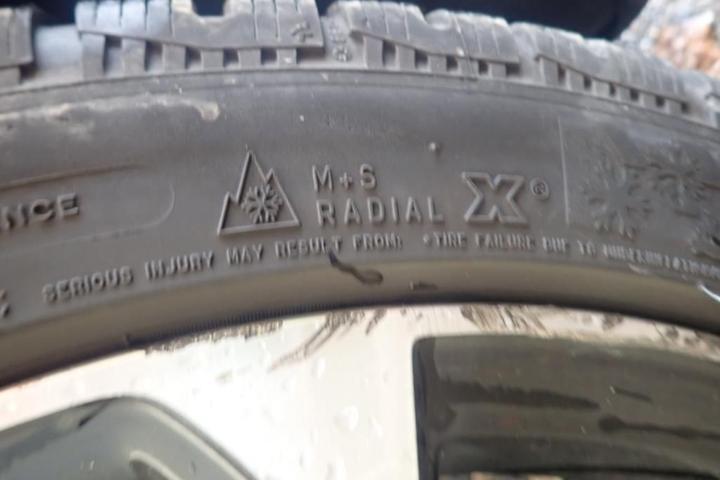 NCE
M+S
RADIAL X®
SERIOUS INJURY MAY RESULT FROM: •TIRE FAILURE DUE TO